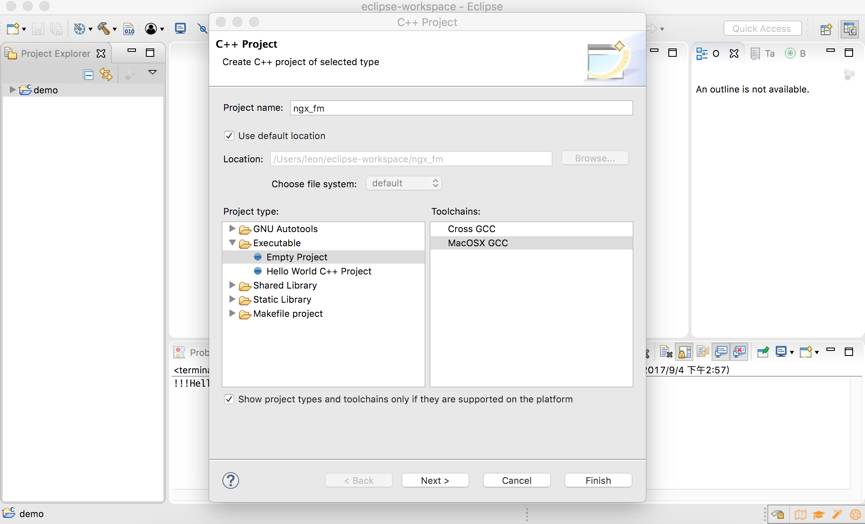 eclipse-workspace - Eclipse
Quick Access
Project Explorer
demo
C++ Project
C++ Project
Create C++ project of selected type
Project name: ngx_fm
Use default location
Location: /Users/leon/eclipse-workspace/ngx_fm Browse...
Choose file system: default
Project type: Toolchains:
GNU Autotools
Executable
Empty Project
Hello World C++ Project
Shared Library
Static Library
Makefile project
Cross GCC
MacOSX GCC
Show project types and toolchains only if they are supported on the platform
? < Back Next > Cancel Finish
O Ta B
An outline is not available.
Prob
<termina
2017/9/4 下午2:57)
!!!Hell
demo